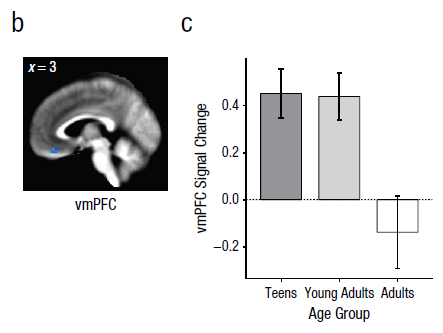 b
x = 3
vmPFC
c
vmPFC Signal Change
0.4
0.2
0.0
−0.2
Teens Young Adults Adults
Age Group